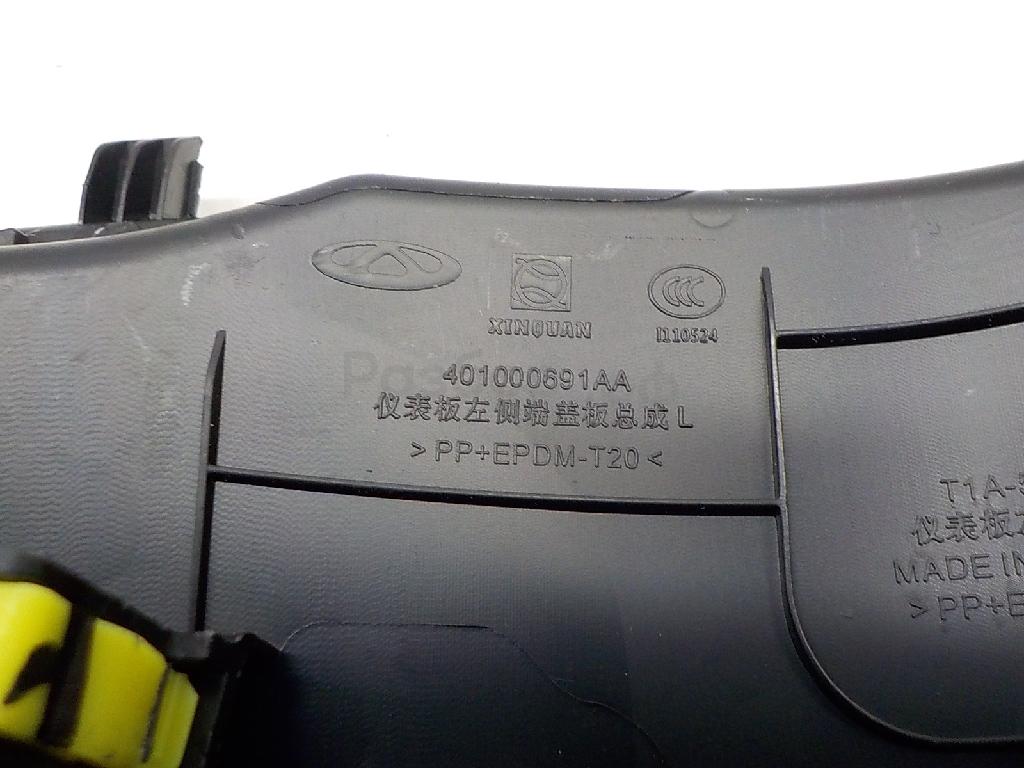 XINQUAN
I110524
401000691AA
仪表板左侧端盖板总成 L
>PP+EPDM-T20<
T1A-
仪表板
MADE IN
>PP+E